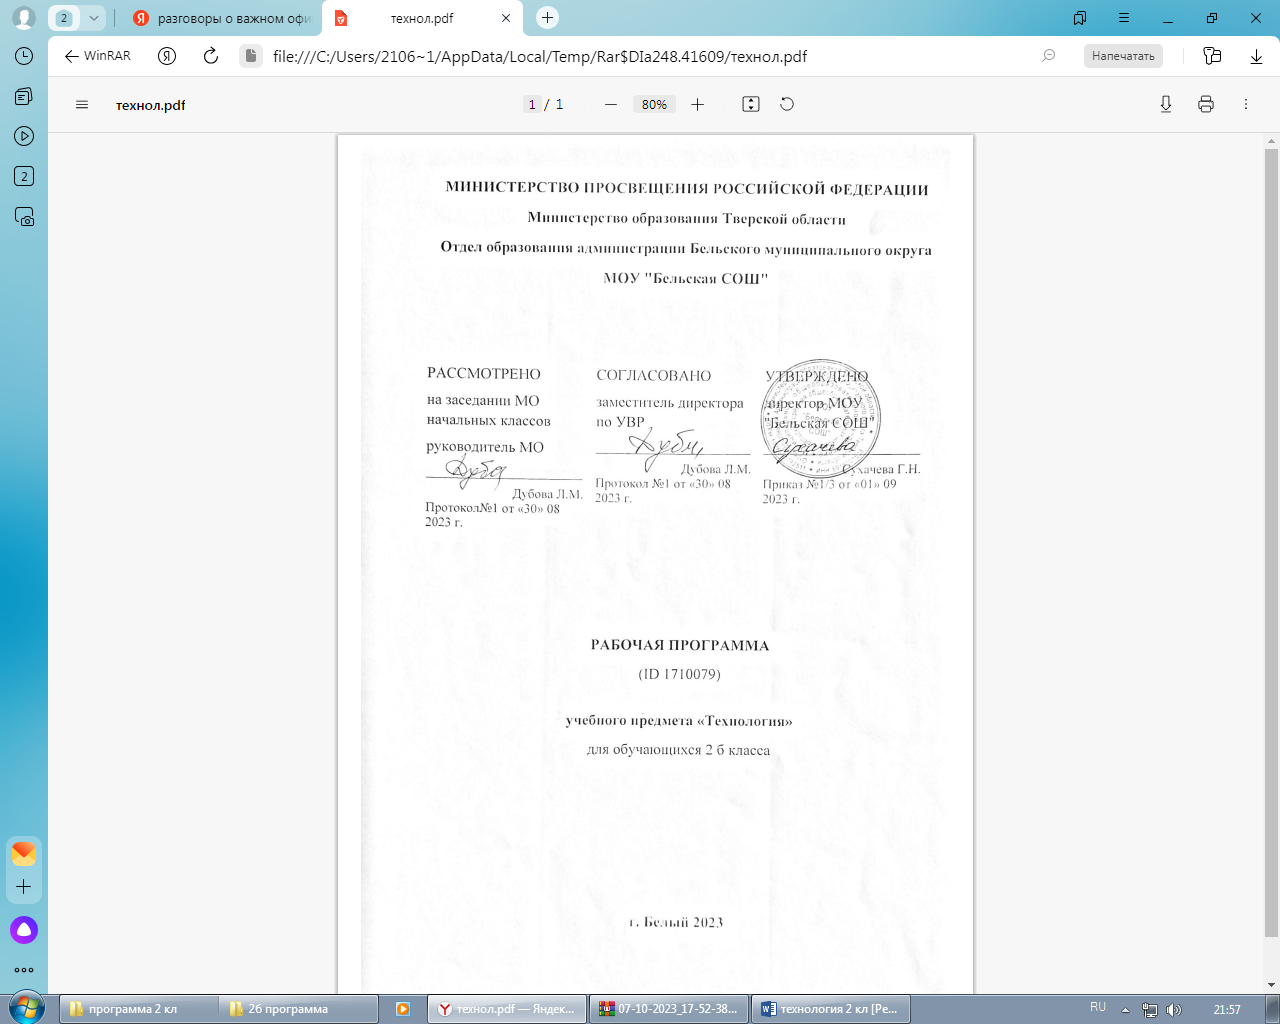 2
разговоры о важном офи
технол.pdf
WinRAR
file:///C:/Users/2106~1/AppData/Local/Temp/Rar$DIa248.41609/технол.pdf
Напечатать
технол.pdf
1 / 1
80%
2
МИНИСТЕРСТВО ПРОСВЕЩЕНИЯ РОССИЙСКОЙ ФЕДЕРАЦИИ
Министерство образования Тверской области
Отдел образования администрации Бельского муниципального округа
МОУ "Бельская СОШ"
РАССМОТРЕНО
на заседании МО
начальных классов
руководитель МО
Дубова Л.М.
Протокол№1 от «30» 08
2023 г.
СОГЛАСОВАНО
заместитель директора
по УВР
Дубова Л.М.
Протокол №1 от «30» 08
2023 г.
УТВЕРЖДЕНО
директор МОУ
"Бельская СОШ"
Сухачева
Сухачева Г.Н.
Приказ №1/3 от «01» 09
2023 г.
РАБОЧАЯ ПРОГРАММА
(ID 1710079)
учебного предмета «Технология»
для обучающихся 2 б класса
г. Белый 2023
программа 2 кл
2б программа
технол.pdf — Яндек...
07-10-2023_17-52-38...
технология 2 кл [Ре...
RU
21:57